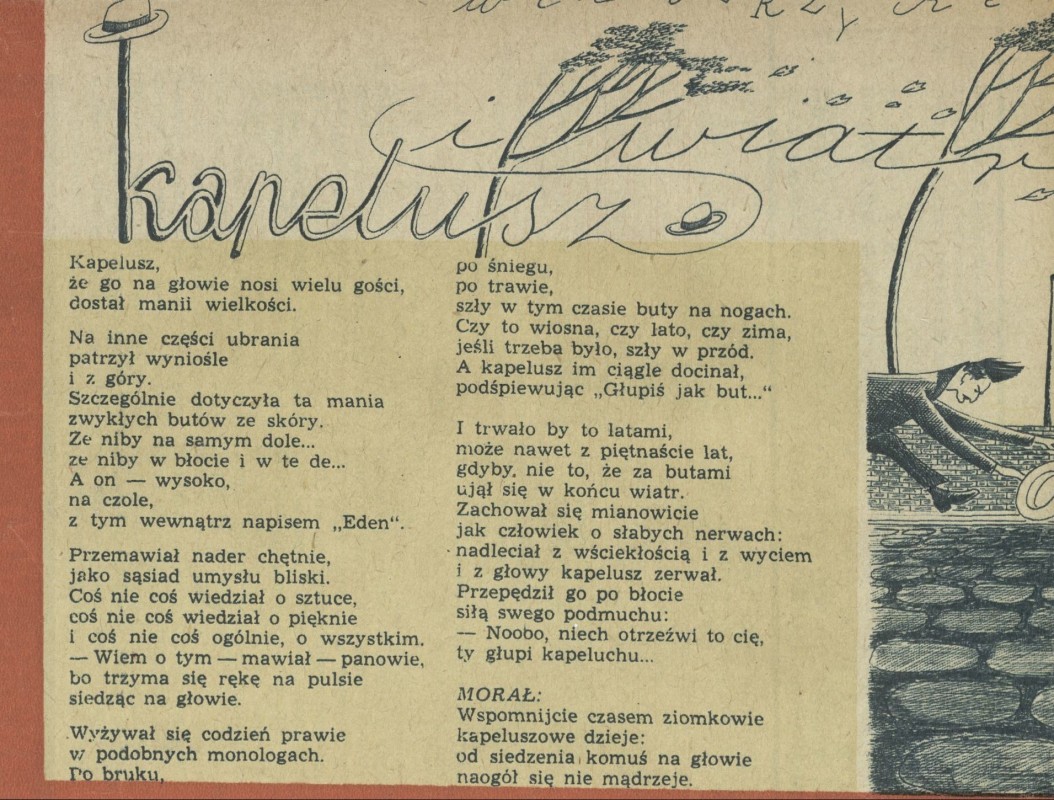 kapelusz
i wiatr
Kapelusz,
że go na głowie nosi wielu gości,
dostał manii wielkości.
Na inne części ubrania
patrzył wyniośle
i z góry.
Szczególnie dotyczyła ta mania
zwykłych butów ze skóry.
Że niby na samym dole...
że niby w błocie i w te de...
A on — wysoko,
na czole,
z tym wewnątrz napisem „Eden“.
Przemawiał nader chętnie,
jako sąsiad umysłu bliski.
Coś nie coś wiedział o sztuce,
coś nie coś wiedział o pięknie
i coś nie coś ogólnie, o wszystkim.
— Wiem o tym — mawiał — panowie,
bo trzyma się rękę na pulsie
siedząc na głowie.
Wyżywał się codzień prawie
w podobnych monologach.
Po bruku,
po śniegu,
po trawie,
szły w tym czasie buty na nogach.
Czy to wiosna, czy lato, czy zima,
jeśli trzeba było, szły w przód.
A kapelusz im ciągle docinał,
podśpiewując „Głupiś jak but...“
I trwało by to latami,
może nawet z piętnaście lat,
gdyby, nie to, że za butami
ujął się w końcu wiatr.
Zachował się mianowicie
jak człowiek o słabych nerwach:
nadleciał z wściekłością i z wyciem
i z głowy kapelusz zerwał.
Przepędził go po błocie
siłą swego podmuchu:
— Noobo, niech otrzeźwi to cię,
ty głupi kapeluchu...
MORAŁ:
Wspomnijcie czasem ziomkowie
kapeluszowe dzieje:
od siedzenia komuś na głowie
naogół się nie mądrzeje.